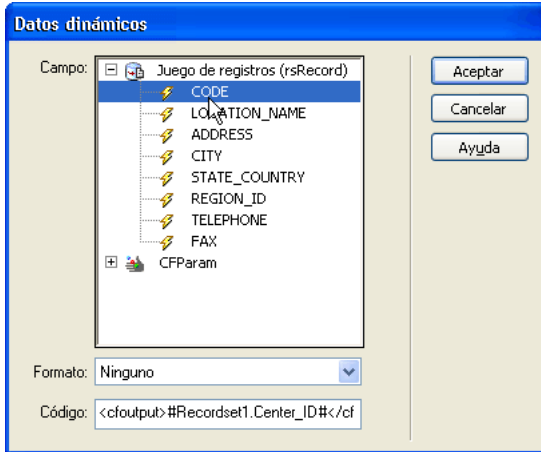 Datos dinámicos
Campo:
Juego de registros (rsRecord)
CODE
LOCATION_NAME
ADDRESS
CITY
STATE_COUNTRY
REGION_ID
TELEPHONE
FAX
CFParam
Aceptar
Cancelar
Ayuda
Formato: Ninguno
Código: <cfoutput>#Recordset1.Center_ID#</cf